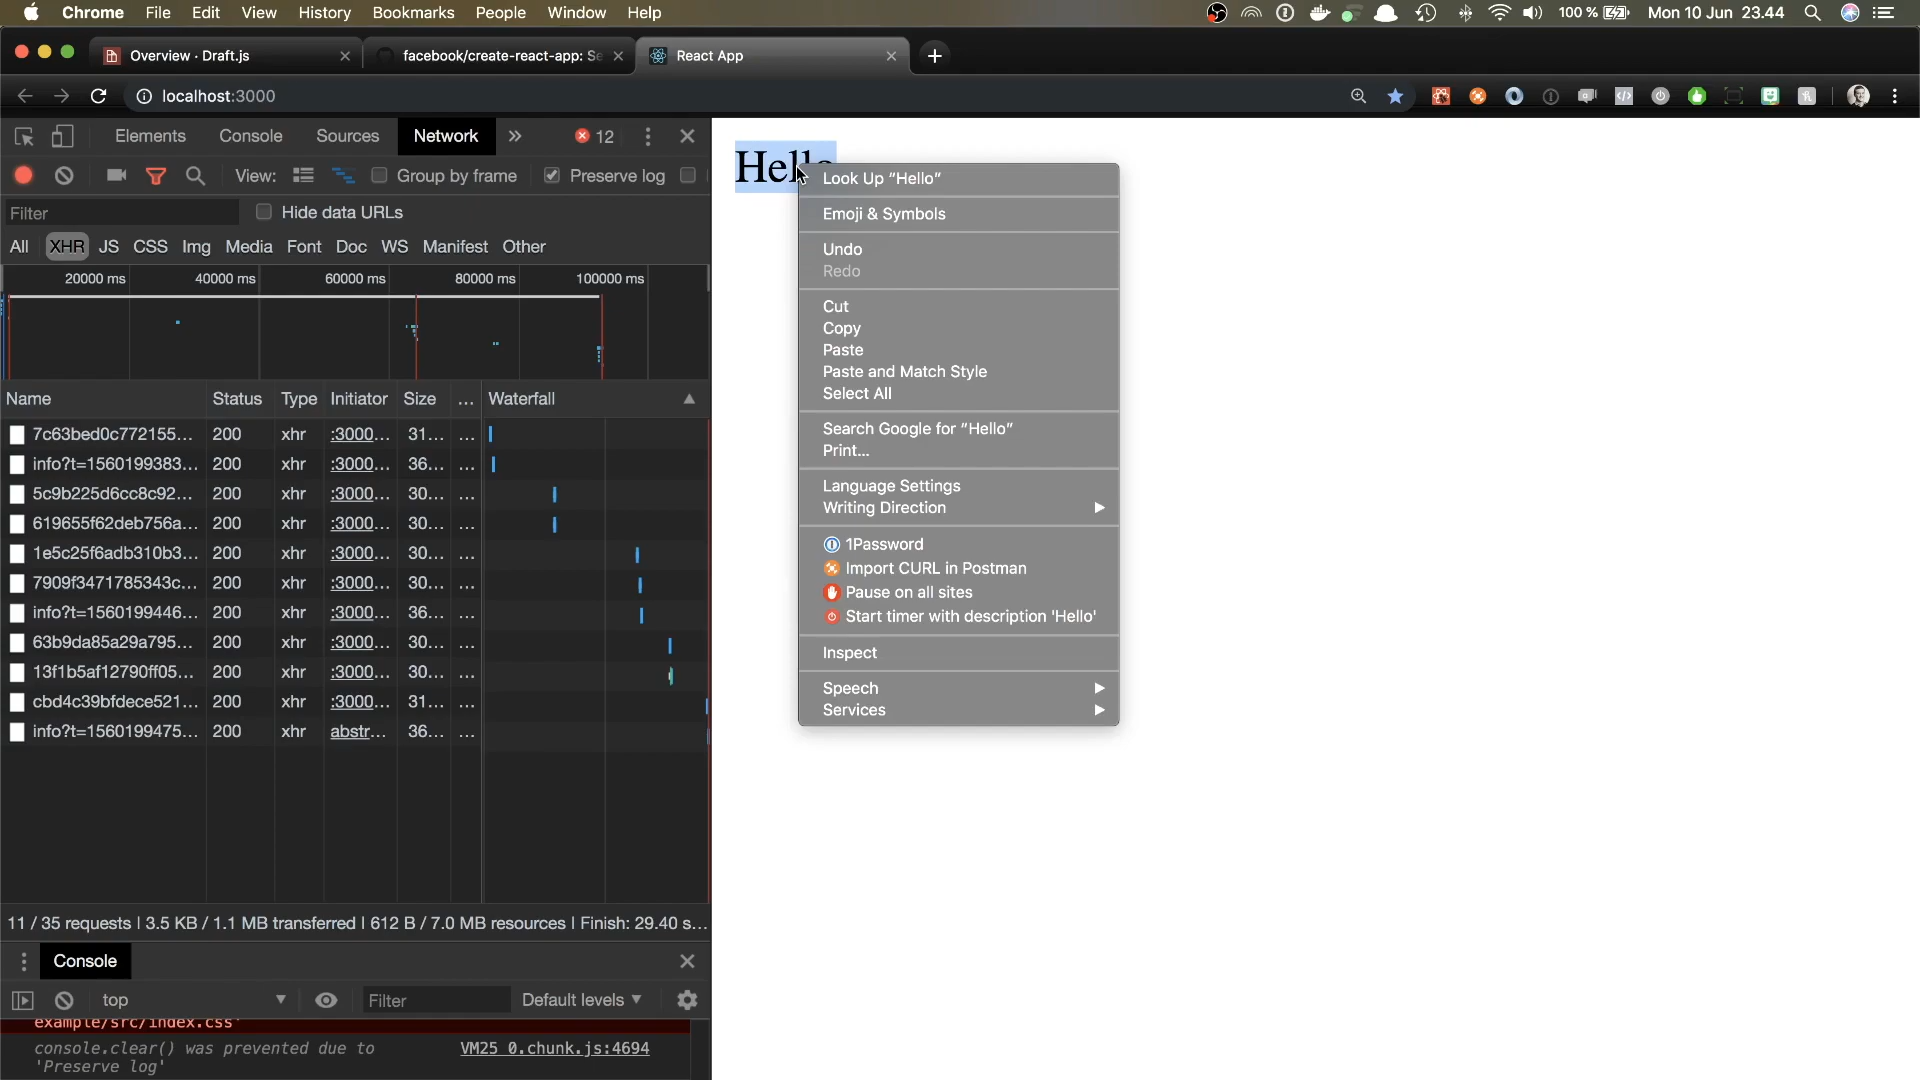 Chrome File Edit View History Bookmarks People Window Help 100 % Mon 10 Jun 23.44
Overview · Draft.js facebook/create-react-app: Se React App
localhost:3000
Elements Console Sources Network » 12
View: Group by frame Preserve log
Filter Hide data URLs
All XHR JS CSS Img Media Font Doc WS Manifest Other
20000 ms 40000 ms 60000 ms 80000 ms 100000 ms
Name Status Type Initiator Size ... Waterfall
7c63bed0c772155... 200 xhr :3000... 31... ...
info?t=1560199383... 200 xhr :3000... 36... ...
5c9b225d6cc8c92... 200 xhr :3000... 30... ...
619655f62deb756a... 200 xhr :3000... 30... ...
1e5c25f6adb310b3... 200 xhr :3000... 30... ...
7909f3471785343c... 200 xhr :3000... 30... ...
info?t=1560199446... 200 xhr :3000... 36... ...
63b9da85a29a795... 200 xhr :3000... 30... ...
13f1b5af12790ff05... 200 xhr :3000... 30... ...
cbd4c39bfdece521... 200 xhr :3000... 31... ...
info?t=1560199475... 200 xhr abstr... 36... ...
11 / 35 requests | 3.5 KB / 1.1 MB transferred | 612 B / 7.0 MB resources | Finish: 29.40 s...
Console
top Filter Default levels
example/src/index.css'
console.clear() was prevented due to VM25 0.chunk.js:4694
'Preserve log'
Hello
Look Up “Hello”
Emoji & Symbols
Undo
Redo
Cut
Copy
Paste
Paste and Match Style
Select All
Search Google for “Hello”
Print...
Language Settings
Writing Direction
1Password
Import CURL in Postman
Pause on all sites
Start timer with description 'Hello'
Inspect
Speech
Services